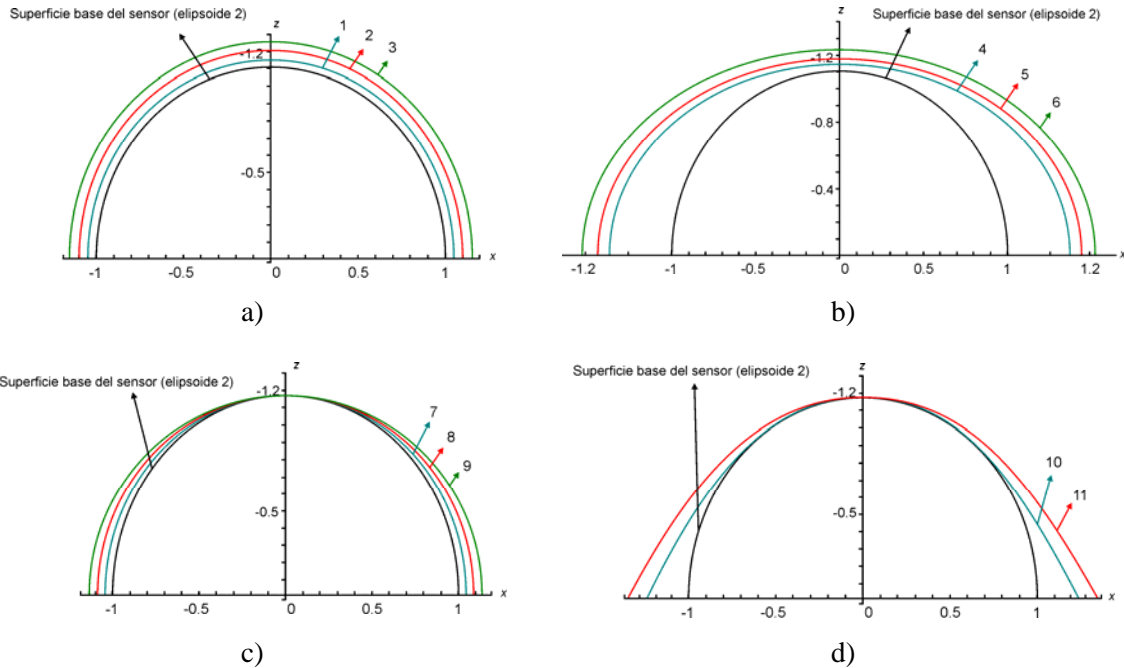 Superficie base del sensor (elipsoide 2)
z
1
2
3
-1.2
-0.5
x
-1
-0.5
0
0.5
1
a)
Superficie base del sensor (elipsoide 2)
z
4
5
6
-1.2
-0.8
-0.4
x
-1.2
-1
-0.5
0
0.5
1
1.2
b)
Superficie base del sensor (elipsoide 2)
z
7
8
9
-1.2
-0.5
x
-1
-0.5
0
0.5
1
c)
Superficie base del sensor (elipsoide 2)
z
10
11
-1.2
-0.5
x
-1
-0.5
0
0.5
1
d)